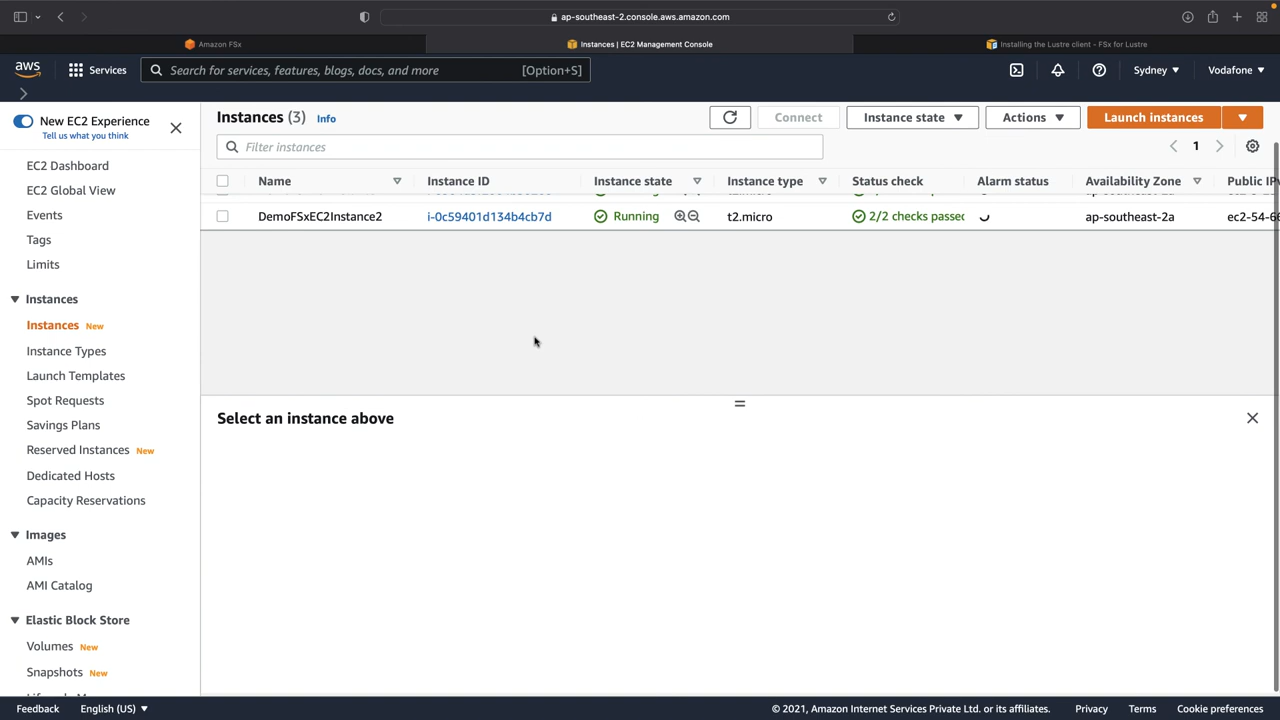 ap-southeast-2.console.aws.amazon.com
Amazon FSx
Instances | EC2 Management Console
Installing the Lustre client - FSx for Lustre
aws
Services
Search for services, features, blogs, docs, and more
[Option+S]
Sydney
Vodafone
New EC2 Experience
Tell us what you think
EC2 Dashboard
EC2 Global View
Events
Tags
Limits
Instances
Instances New
Instance Types
Launch Templates
Spot Requests
Savings Plans
Reserved Instances New
Dedicated Hosts
Capacity Reservations
Images
AMIs
AMI Catalog
Elastic Block Store
Volumes New
Snapshots New
Instances (3) Info
Connect
Instance state
Actions
Launch instances
Filter instances
1
Name Instance ID Instance state Instance type Status check Alarm status Availability Zone Public IPv
DemoFSxEC2Instance2 i-0c59401d134b4cb7d Running t2.micro 2/2 checks passed ap-southeast-2a
Select an instance above
Feedback English (US) © 2021, Amazon Internet Services Private Ltd. or its affiliates. Privacy Terms Cookie preferences